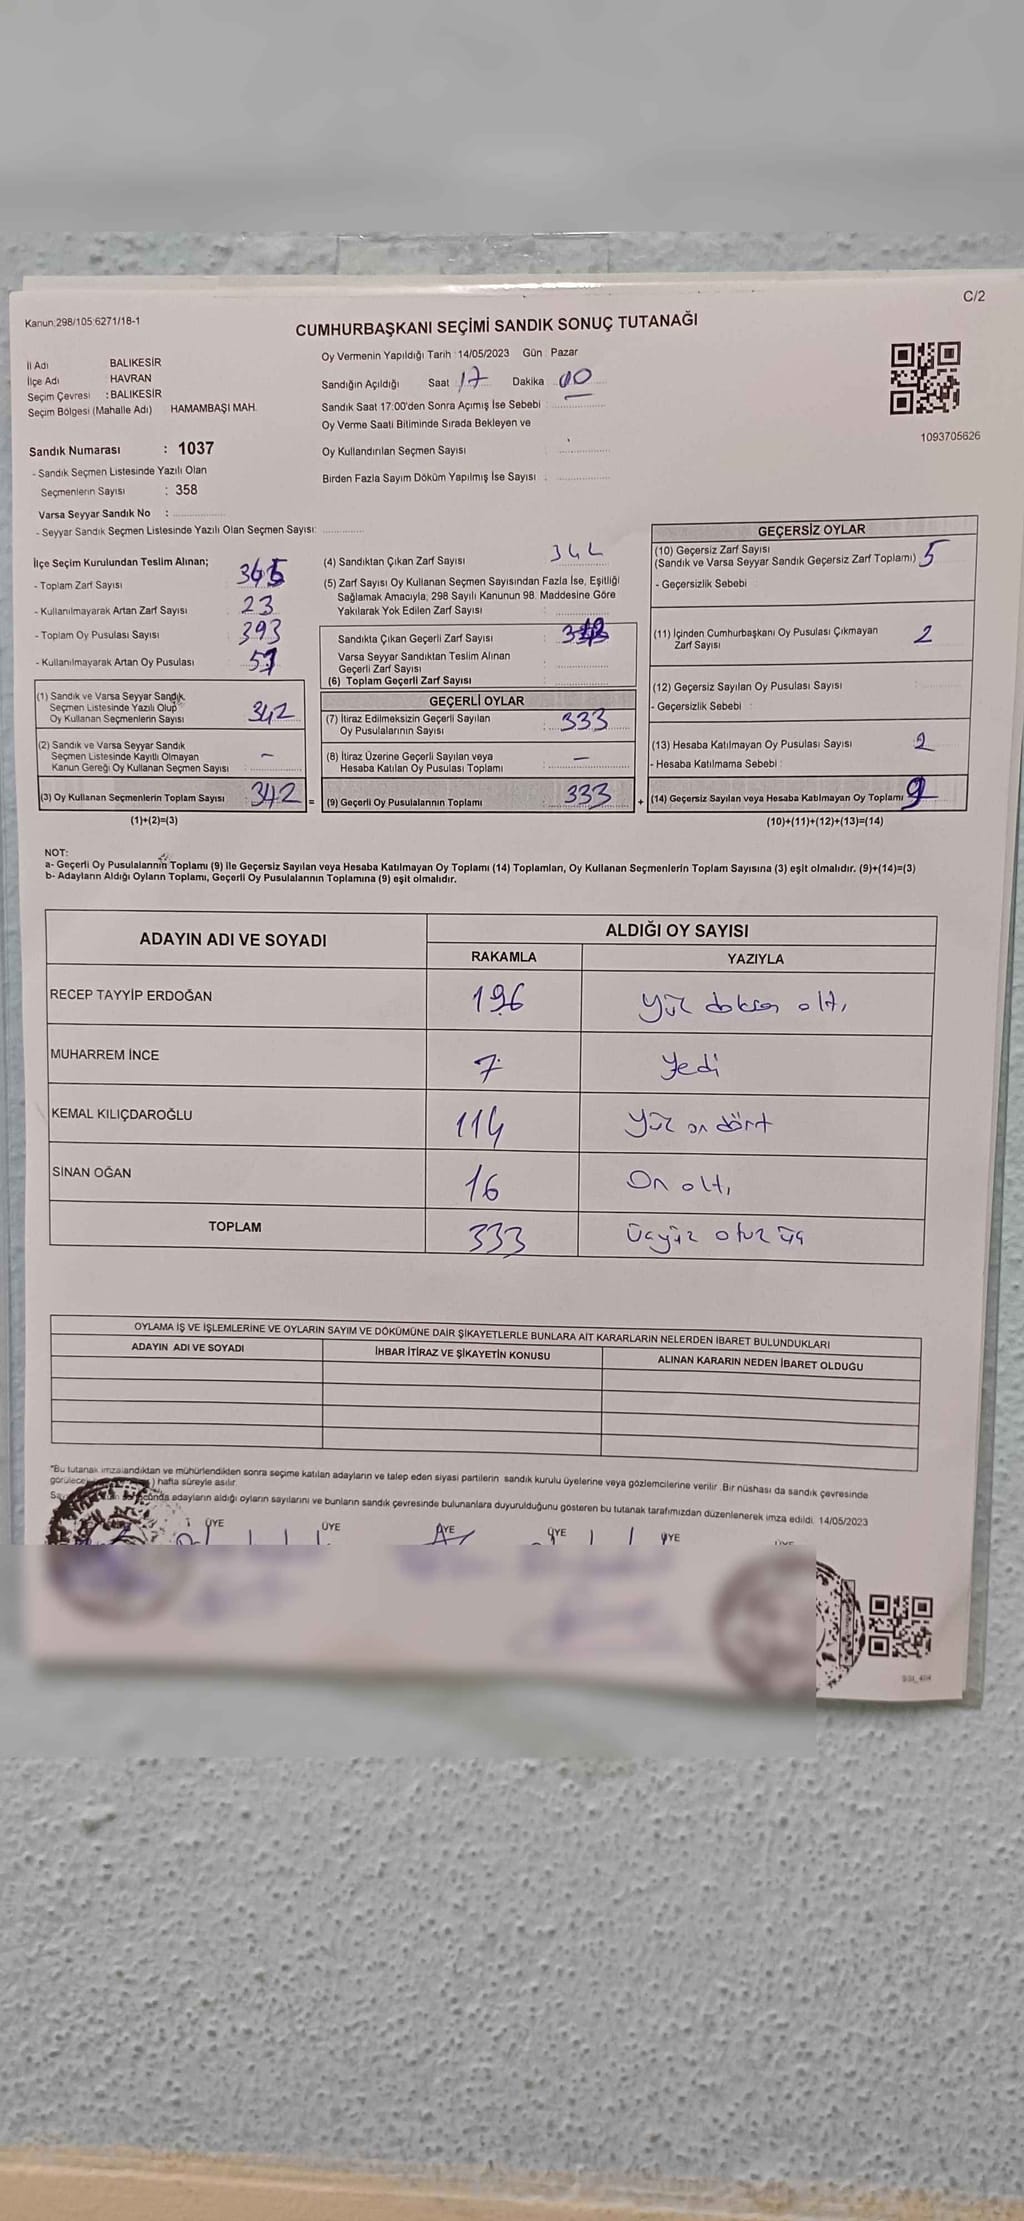 C/2
Kanun:298/105:6271/18-1
CUMHURBAŞKANI SEÇİMİ SANDIK SONUÇ TUTANAĞI
İl Adı BALIKESİR
İlçe Adı : HAVRAN
Seçim Çevresi : BALIKESİR
Seçim Bölgesi (Mahalle Adı) HAMAMBAŞI MAH.
Oy Vermenin Yapıldığı Tarih :14/05/2023 Gün : Pazar
Sandığın Açıldığı Saat 17 Dakika 00
Sandık Saat 17:00'den Sonra Açımış İse Sebebi :
Oy Verme Saati Bitiminde Sırada Bekleyen ve
Oy Kullandırılan Seçmen Sayısı
Birden Fazla Sayım Döküm Yapılmış İse Sayısı :
1093705626
Sandık Numarası : 1037
- Sandık Seçmen Listesinde Yazılı Olan
Seçmenlerin Sayısı : 358
Varsa Seyyar Sandık No :
- Seyyar Sandık Seçmen Listesinde Yazılı Olan Seçmen Sayısı:
İlçe Seçim Kurulundan Teslim Alınan;
- Toplam Zarf Sayısı 365
- Kullanılmayarak Artan Zarf Sayısı 23
- Toplam Oy Pusulası Sayısı 393
- Kullanılmayarak Artan Oy Pusulası
(1) Sandık ve Varsa Seyyar Sandık
Seçmen Listesinde Yazılı Olup
Oy Kullanan Seçmenlerin Sayısı 342
(2) Sandık ve Varsa Seyyar Sandık
Seçmen Listesinde Kayıtlı Olmayan
Kanun Gereği Oy Kullanan Seçmen Sayısı -
(3) Oy Kullanan Seçmenlerin Toplam Sayısı 342 =
(1)+(2)=(3)
(4) Sandıktan Çıkan Zarf Sayısı 342
(5) Zarf Sayısı Oy Kullanan Seçmen Sayısından Fazla İse, Eşitliği
Sağlamak Amacıyla, 298 Sayılı Kanunun 98. Maddesine Göre
Yakılarak Yok Edilen Zarf Sayısı
Sandıkta Çıkan Geçerli Zarf Sayısı :
Varsa Seyyar Sandıktan Teslim Alınan
Geçerli Zarf Sayısı
(6) Toplam Geçerli Zarf Sayısı
GEÇERLİ OYLAR
(7) İtiraz Edilmeksizin Geçerli Sayılan
Oy Pusulalarının Sayısı : 333
(8) İtiraz Üzerine Geçerli Sayılan veya
Hesaba Katılan Oy Pusulası Toplamı -
(9) Geçerli Oy Pusulalarının Toplamı : 333 +
GEÇERSİZ OYLAR
(10) Geçersiz Zarf Sayısı
(Sandık ve Varsa Seyyar Sandık Geçersiz Zarf Toplamı) 5
- Geçersizlik Sebebi
(11) İçinden Cumhurbaşkanı Oy Pusulası Çıkmayan
Zarf Sayısı 2
(12) Geçersiz Sayılan Oy Pusulası Sayısı
- Geçersizlik Sebebi :
(13) Hesaba Katılmayan Oy Pusulası Sayısı 2
- Hesaba Katılmama Sebebi :
(14) Geçersiz Sayılan veya Hesaba Katılmayan Oy Toplamı 9
(10)+(11)+(12)+(13)=(14)
NOT:
a- Geçerli Oy Pusulalarının Toplamı (9) ile Geçersiz Sayılan veya Hesaba Katılmayan Oy Toplamı (14) Toplamları, Oy Kullanan Seçmenlerin Toplam Sayısına (3) eşit olmalıdır. (9)+(14)=(3)
b- Adayların Aldığı Oyların Toplamı, Geçerli Oy Pusulalarının Toplamına (9) eşit olmalıdır.
ADAYIN ADI VE SOYADI ALDIĞI OY SAYISI
RAKAMLA YAZIYLA
RECEP TAYYİP ERDOĞAN 196 Yüz doksan altı
MUHARREM İNCE 7 Yedi
KEMAL KILIÇDAROĞLU 114 Yüz on dört
SİNAN OĞAN 16 On altı
TOPLAM 333 Üçyüz otuz üç
OYLAMA İŞ VE İŞLEMLERİNE VE OYLARIN SAYIM VE DÖKÜMÜNE DAİR ŞİKAYETLERLE BUNLARA AİT KARARLARIN NELERDEN İBARET BULUNDUKLARI
ADAYIN ADI VE SOYADI İHBAR İTİRAZ VE ŞİKAYETİN KONUSU ALINAN KARARIN NEDEN İBARET OLDUĞU
*Bu tutanak imzalandıktan ve mühürlendikten sonra seçime katılan adayların ve talep eden siyasi partilerin sandık kurulu üyelerine veya gözlemcilerine verilir. Bir nüshası da sandık çevresinde
) hafta süreyle asılır.
adayların aldığı oyların sayılarını ve bunların sandık çevresinde bulunanlara duyurulduğunu gösteren bu tutanak tarafımızdan düzenlenerek imza edildi. 14/05/2023
ÜYE ÜYE ÜYE ÜYE ÜYE